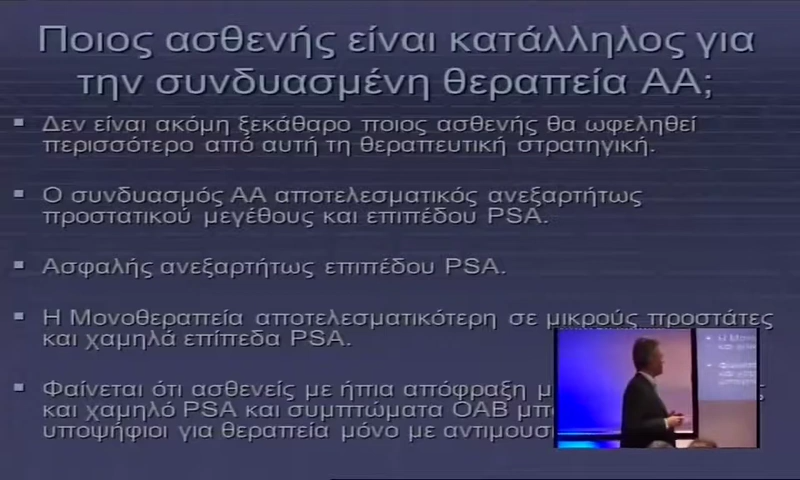 Ποιος ασθενής είναι κατάλληλος για
την συνδυασμένη θεραπεία ΑΑ;
Δεν είναι ακόμη ξεκάθαρο ποιος ασθενής θα ωφεληθεί
περισσότερο από αυτή τη θεραπευτική στρατηγική.
Ο συνδυασμός ΑΑ αποτελεσματικός ανεξαρτήτως
προστατικού μεγέθους και επιπέδου PSA.
Ασφαλής ανεξαρτήτως επιπέδου PSA.
Η Μονοθεραπεία αποτελεσματικότερη σε μικρούς προστάτες
και χαμηλά επίπεδα PSA.
Φαίνεται ότι ασθενείς με ήπια απόφραξη
και χαμηλό PSA και συμπτώματα OAB
υποψήφιοι για θεραπεία μόνο με